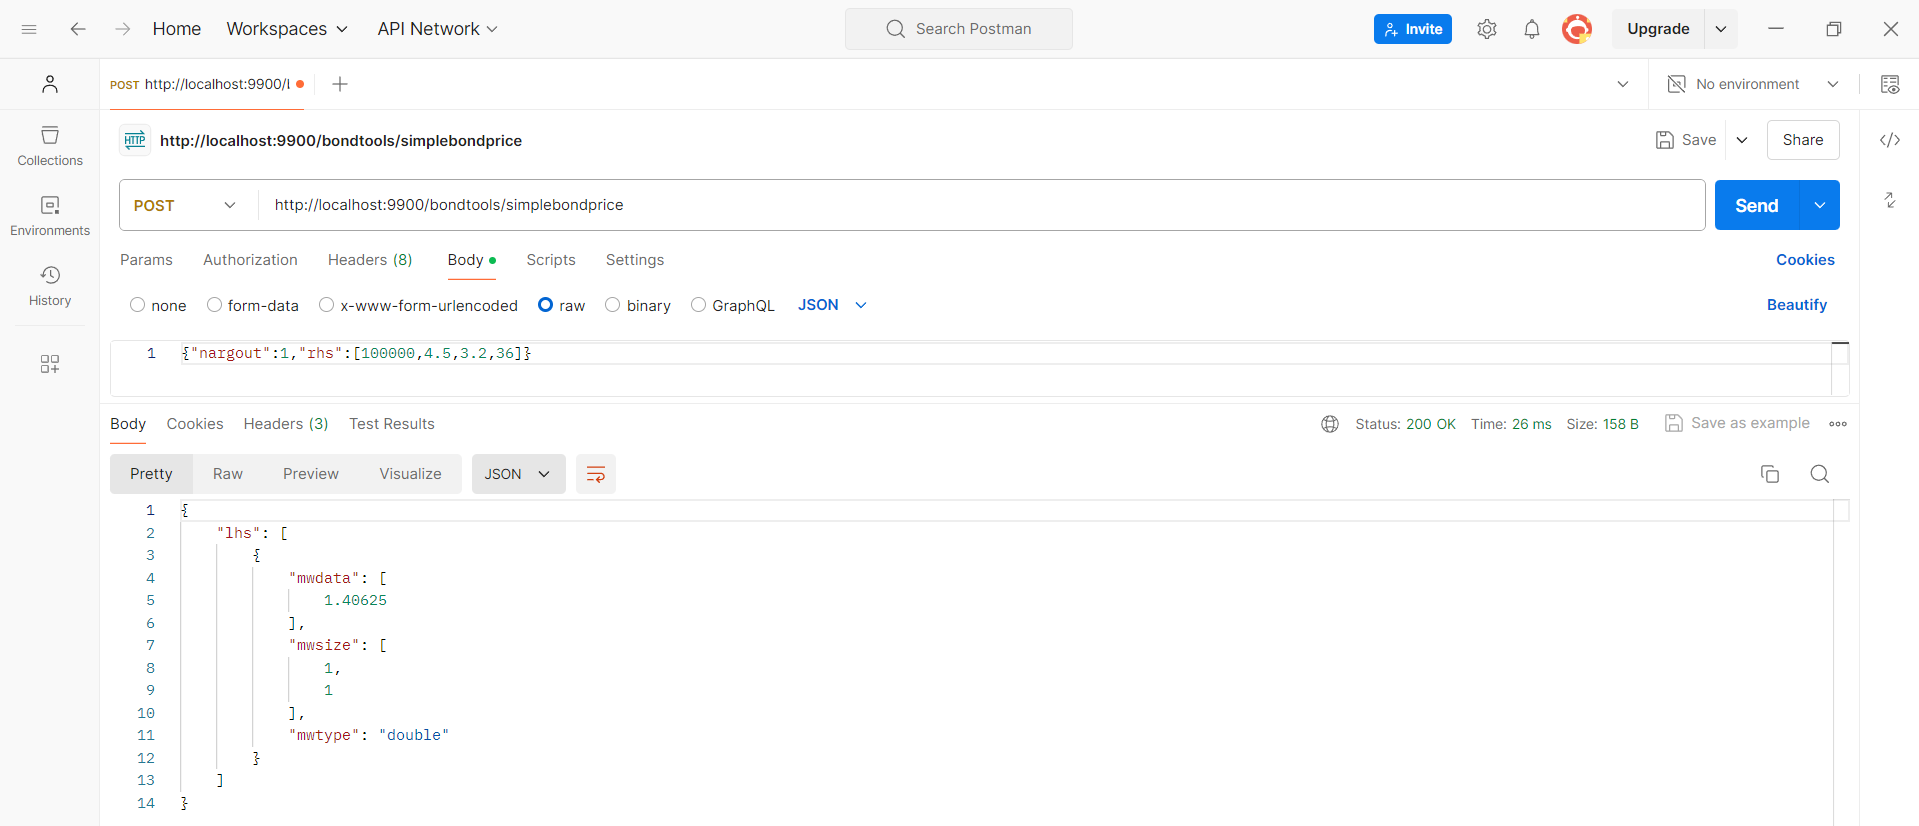 Home Workspaces API Network Search Postman Invite Upgrade
POST http://localhost:9900/l No environment
HTTP http://localhost:9900/bondtools/simplebondprice Save Share
Collections
POST http://localhost:9900/bondtools/simplebondprice Send
Environments
Params Authorization Headers (8) Body Scripts Settings Cookies
History
none form-data x-www-form-urlencoded raw binary GraphQL JSON Beautify
1 {"nargout":1,"rhs":[100000,4.5,3.2,36]}
Body Cookies Headers (3) Test Results Status: 200 OK Time: 26 ms Size: 158 B Save as example
Pretty Raw Preview Visualize JSON
1 {
2 "lhs": [
3 {
4 "mwdata": [
5 1.40625
6 ],
7 "mwsize": [
8 1,
9 1
10 ],
11 "mwtype": "double"
12 }
13 ]
14 }